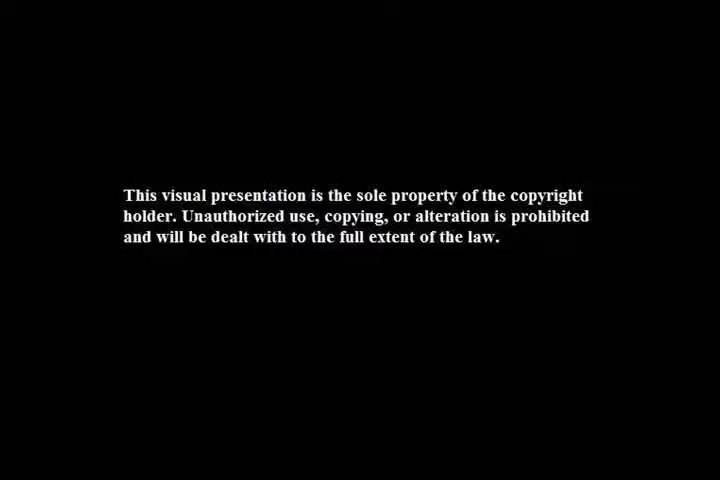 This visual presentation is the sole property of the copyright
holder. Unauthorized use, copying, or alteration is prohibited
and will be dealt with to the full extent of the law.